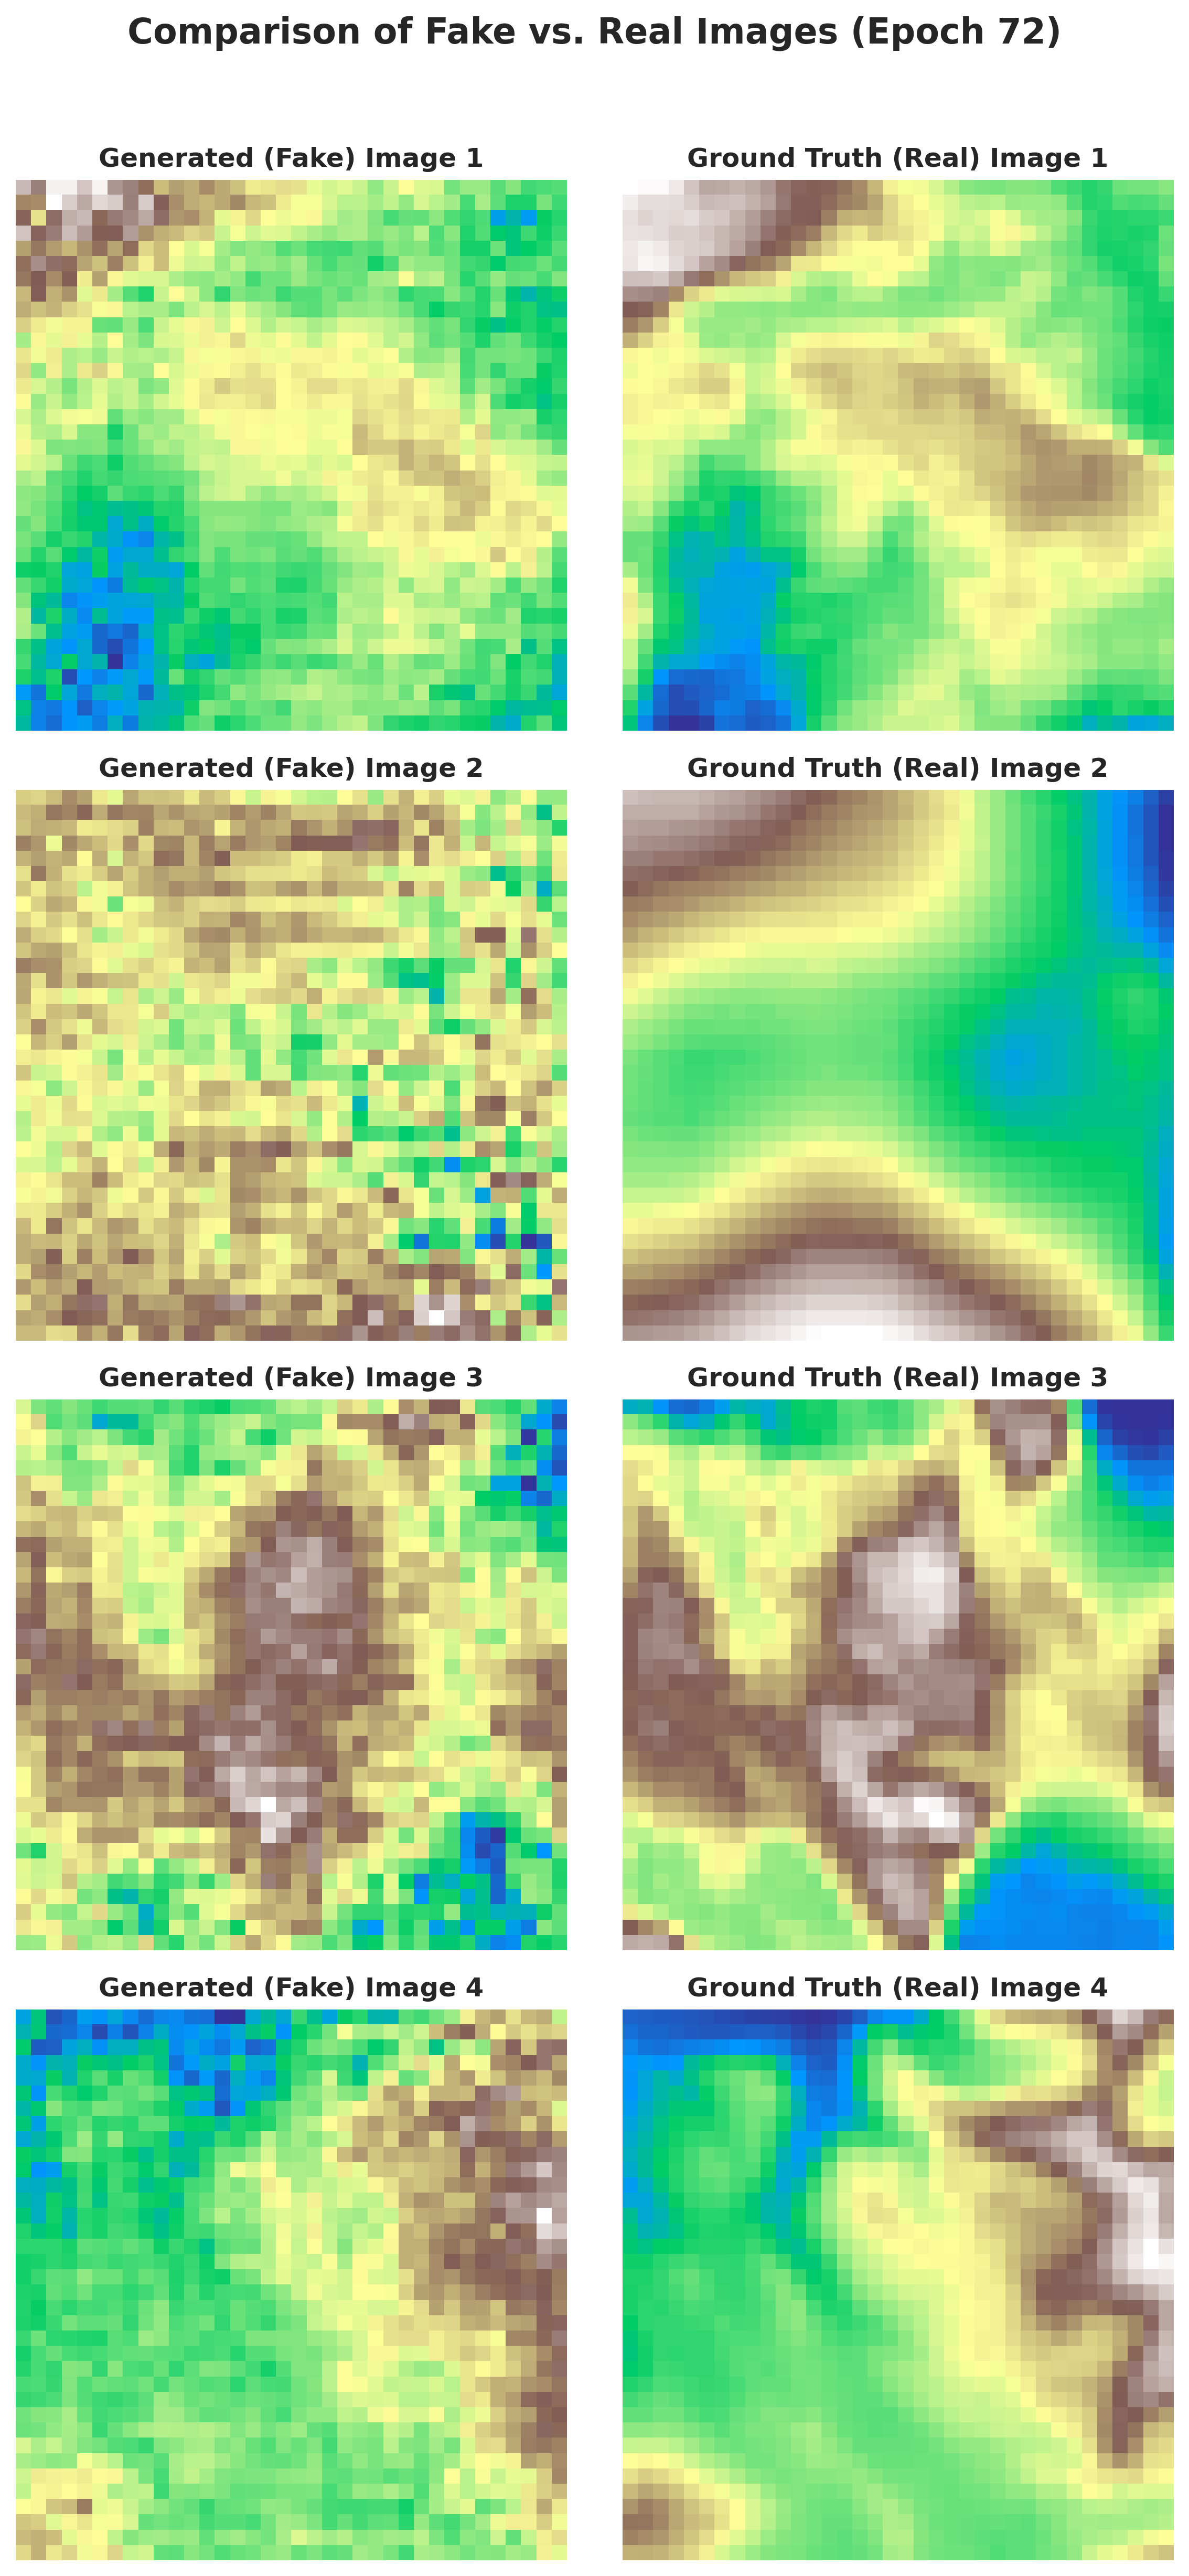 Comparison of Fake vs. Real Images (Epoch 72)
Generated (Fake) Image 1
Ground Truth (Real) Image 1
Generated (Fake) Image 2
Ground Truth (Real) Image 2
Generated (Fake) Image 3
Ground Truth (Real) Image 3
Generated (Fake) Image 4
Ground Truth (Real) Image 4